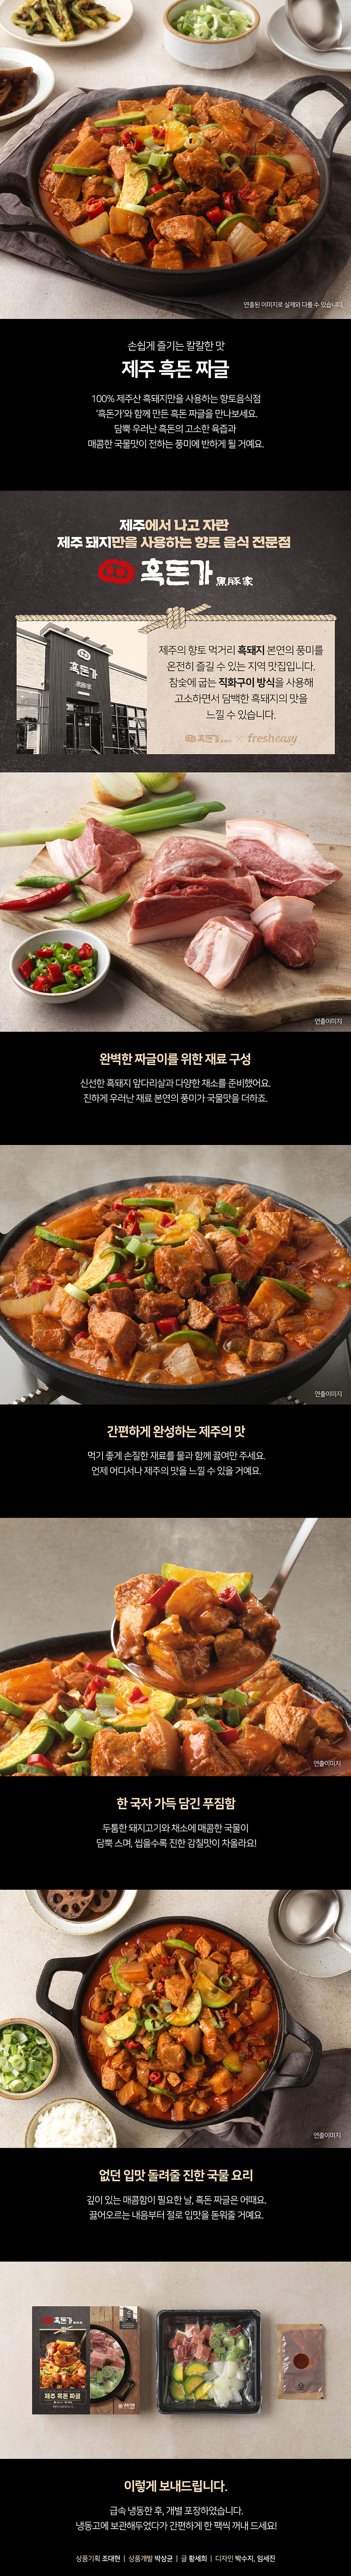 연출된 이미지로 실제와 다를 수 있습니다.
손쉽게 즐기는 칼칼한 맛
제주 흑돈 짜글
100% 제주산 흑돼지만을 사용하는 향토음식점
'흑돈가'와 함께 만든 흑돈 짜글을 만나보세요.
담뿍 우러난 흑돈의 고소한 육즙과
매콤한 국물맛이 전하는 풍미에 반하게 될 거예요.
제주에서 나고 자란
제주 돼지만을 사용하는 향토 음식 전문점
흑돈가 黑豚家
흑돈가
黑豚家
제주의 향토 먹거리 흑돼지 본연의 풍미를
온전히 즐길 수 있는 지역 맛집입니다.
참숯에 굽는 직화구이 방식을 사용해
고소하면서 담백한 흑돼지의 맛을
느낄 수 있습니다.
흑돈가 × fresheasy
연출이미지
완벽한 짜글이를 위한 재료 구성
신선한 흑돼지 앞다리살과 다양한 채소를 준비했어요.
진하게 우러난 재료 본연의 풍미가 국물맛을 더하죠.
연출이미지
간편하게 완성하는 제주의 맛
먹기 좋게 손질한 재료를 물과 함께 끓여만 주세요.
언제 어디서나 제주의 맛을 느낄 수 있을 거예요.
연출이미지
한 국자 가득 담긴 푸짐함
두툼한 돼지고기와 채소에 매콤한 국물이
담뿍 스며, 씹을수록 진한 감칠맛이 차올라요!
연출이미지
없던 입맛 돌려줄 진한 국물 요리
깊이 있는 매콤함이 필요한 날, 흑돈 짜글은 어때요.
끓어오르는 내음부터 절로 입맛을 돋워줄 거예요.
흑돈가
제주 흑돈 짜글
이렇게 보내드립니다.
급속 냉동한 후, 개별 포장하였습니다.
냉동고에 보관해두었다가 간편하게 한 팩씩 꺼내 드세요!
상품기획 조대현 | 상품개발 박상균 | 글 황세희 | 디자인 박수지, 임세진